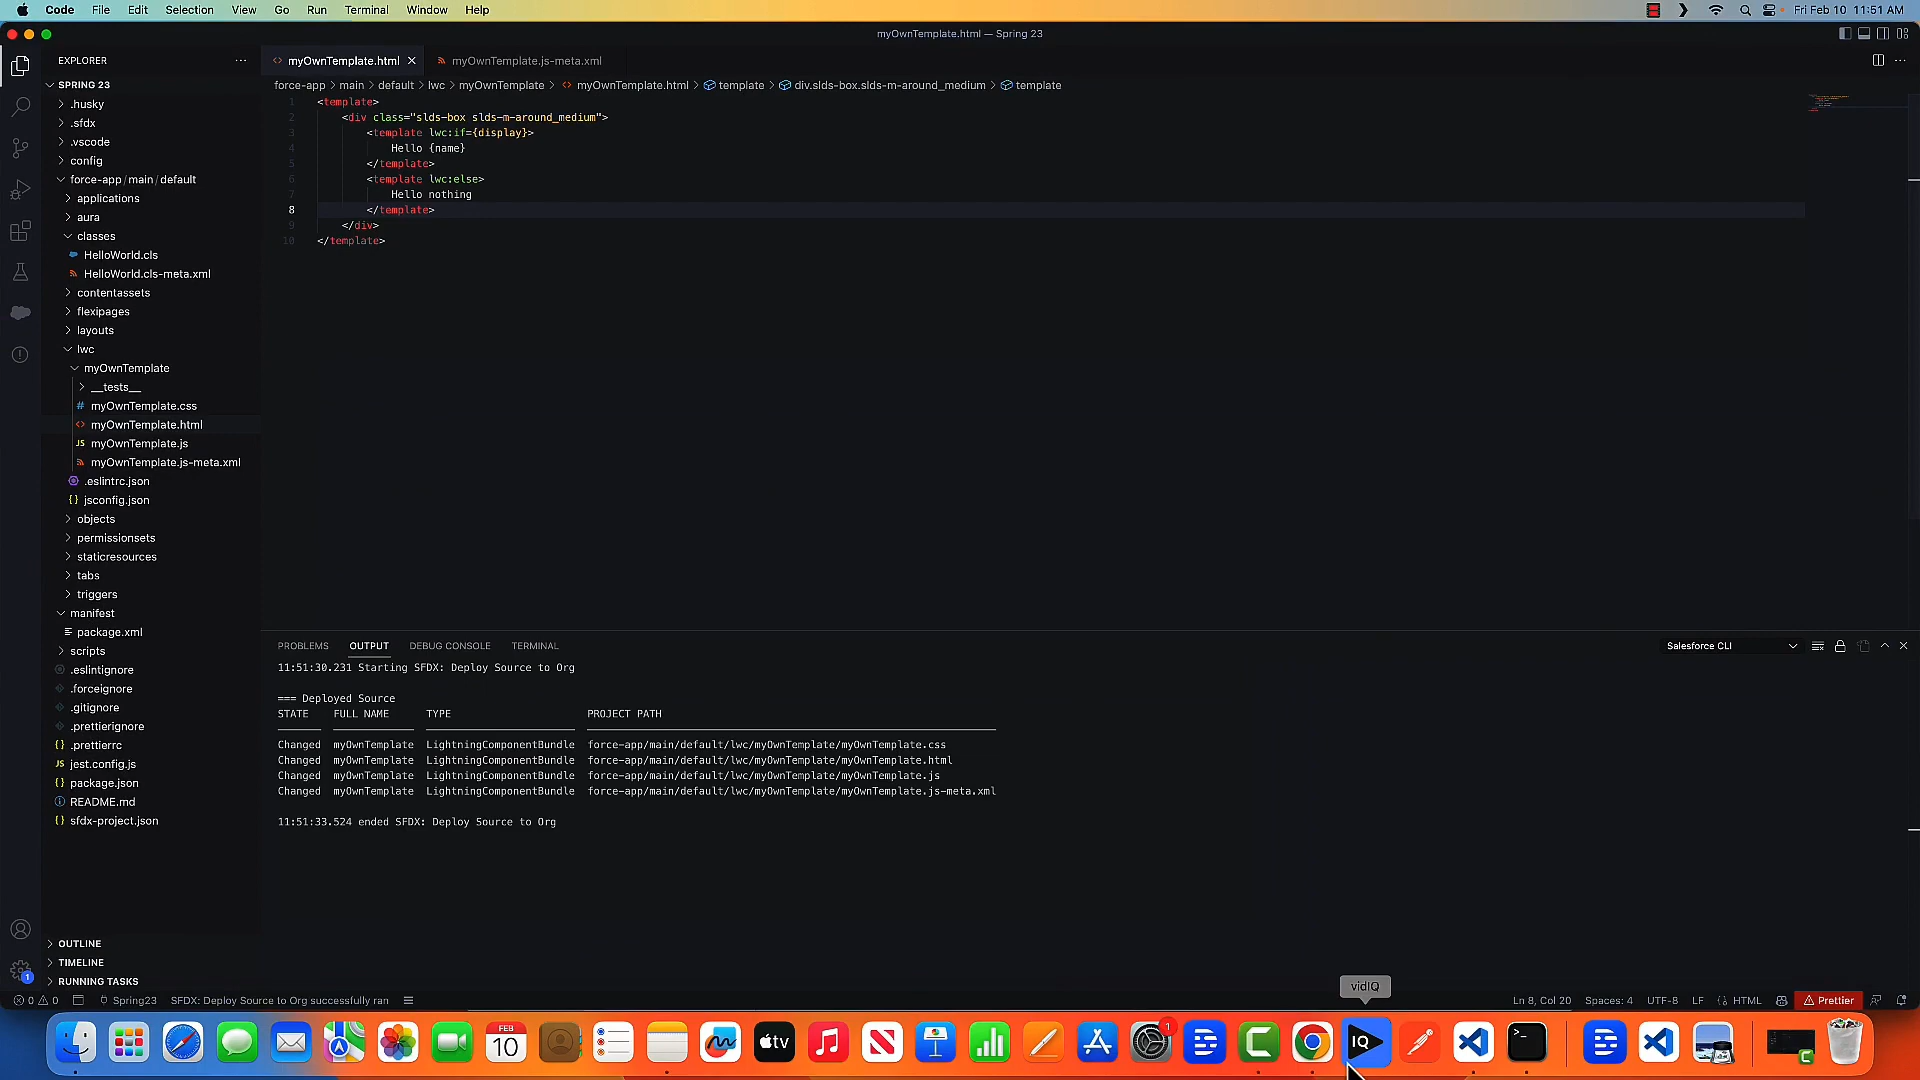 Code File Edit Selection View Go Run Terminal Window Help
Fri Feb 10 11:51 AM
myOwnTemplate.html — Spring 23
EXPLORER
SPRING 23
.husky
.sfdx
.vscode
config
force-app/main/default
applications
aura
classes
HelloWorld.cls
HelloWorld.cls-meta.xml
contentassets
flexipages
layouts
lwc
myOwnTemplate
__tests__
# myOwnTemplate.css
<> myOwnTemplate.html
JS myOwnTemplate.js
myOwnTemplate.js-meta.xml
.eslintrc.json
{} jsconfig.json
objects
permissionsets
staticresources
tabs
triggers
manifest
package.xml
scripts
.eslintignore
.forceignore
.gitignore
.prettierignore
{} .prettierrc
JS jest.config.js
{} package.json
README.md
{} sfdx-project.json
OUTLINE
TIMELINE
RUNNING TASKS
<> myOwnTemplate.html
myOwnTemplate.js-meta.xml
force-app > main > default > lwc > myOwnTemplate > <> myOwnTemplate.html > template > div.slds-box.slds-m-around_medium > template
1 <template>
2 <div class="slds-box slds-m-around_medium">
3 <template lwc:if={display}>
4 Hello {name}
5 </template>
6 <template lwc:else>
7 Hello nothing
8 </template>
9 </div>
10 </template>
PROBLEMS OUTPUT DEBUG CONSOLE TERMINAL
Salesforce CLI
11:51:30.231 Starting SFDX: Deploy Source to Org
=== Deployed Source
STATE FULL NAME TYPE PROJECT PATH
Changed myOwnTemplate LightningComponentBundle force-app/main/default/lwc/myOwnTemplate/myOwnTemplate.css
Changed myOwnTemplate LightningComponentBundle force-app/main/default/lwc/myOwnTemplate/myOwnTemplate.html
Changed myOwnTemplate LightningComponentBundle force-app/main/default/lwc/myOwnTemplate/myOwnTemplate.js
Changed myOwnTemplate LightningComponentBundle force-app/main/default/lwc/myOwnTemplate/myOwnTemplate.js-meta.xml
11:51:33.524 ended SFDX: Deploy Source to Org
vidIQ
1
0 0 Spring23 SFDX: Deploy Source to Org successfully ran
Ln 8, Col 20 Spaces: 4 UTF-8 LF HTML Prettier
FEB
10
tv
1
IQ